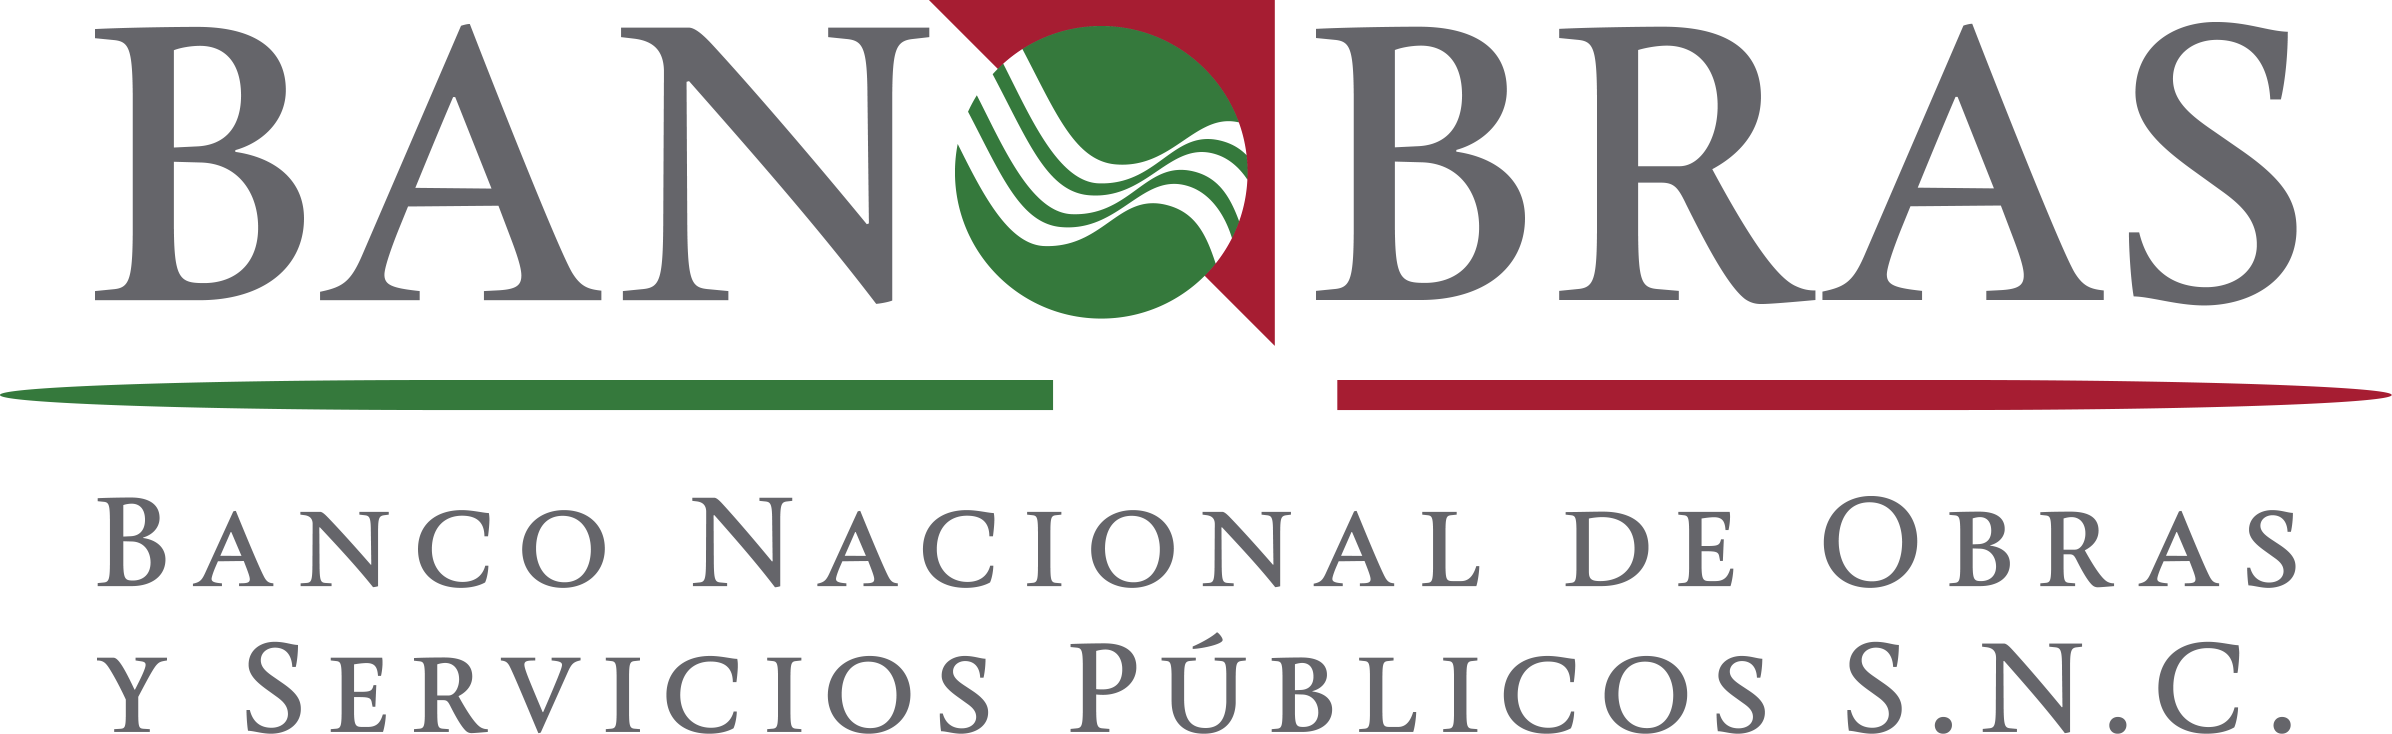 BANOBRAS
BANCO NACIONAL DE OBRAS
Y SERVICIOS PÚBLICOS S.N.C.